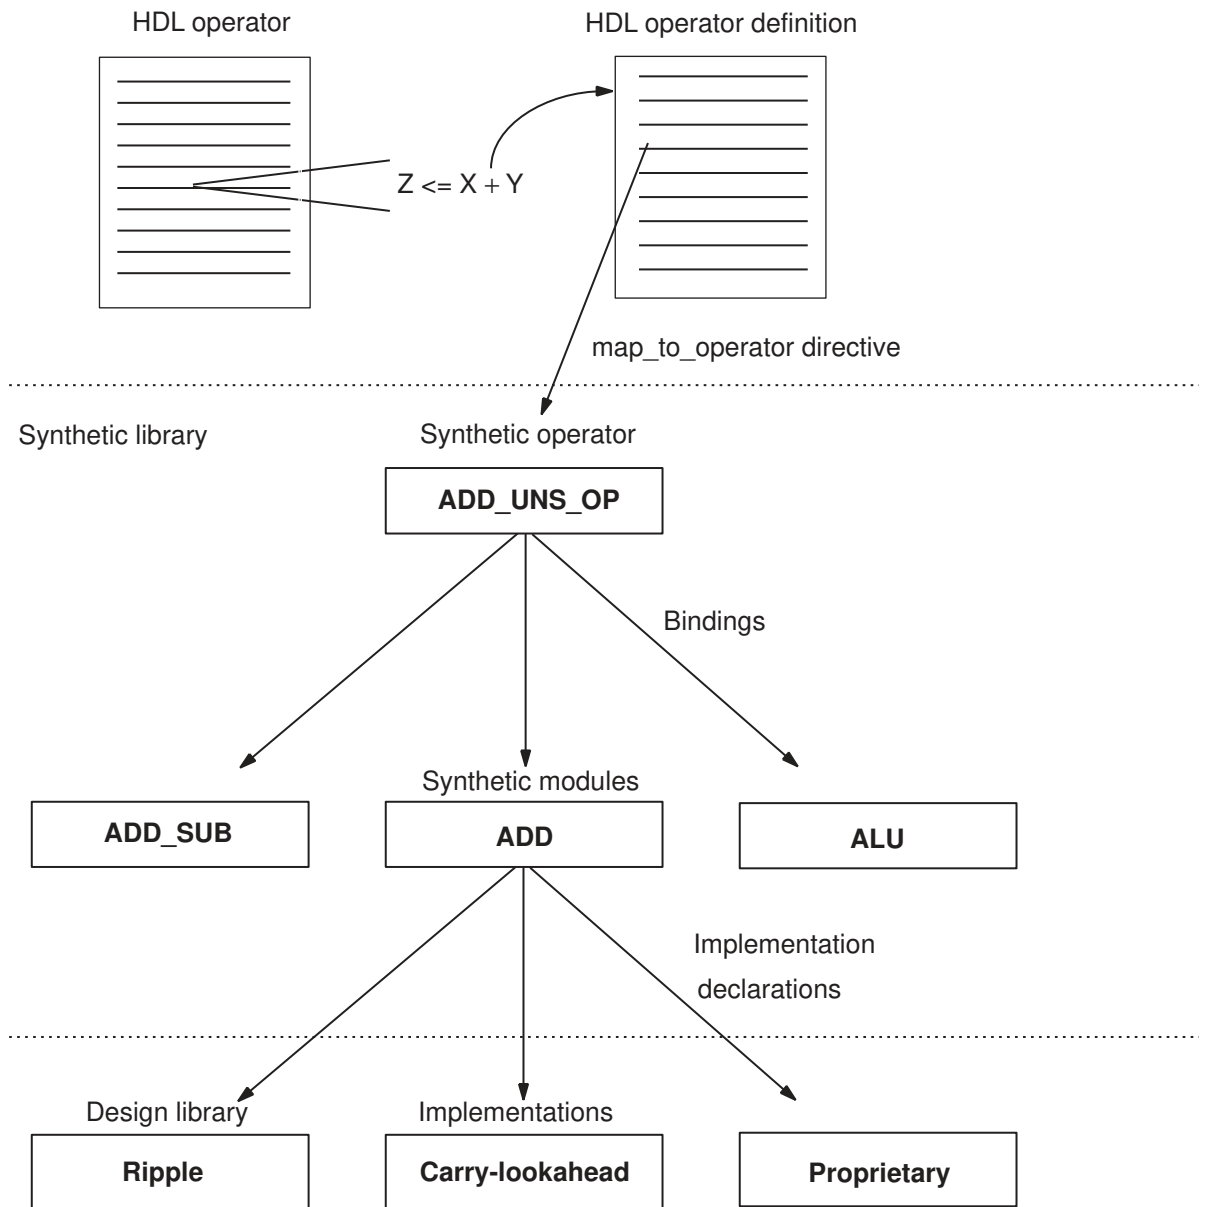 HDL operator
HDL operator definition
Z <= X + Y
map_to_operator directive
Synthetic library
Synthetic operator
ADD_UNS_OP
Bindings
Synthetic modules
ADD_SUB
ADD
ALU
Implementation
declarations
Design library
Implementations
Ripple
Carry-lookahead
Proprietary